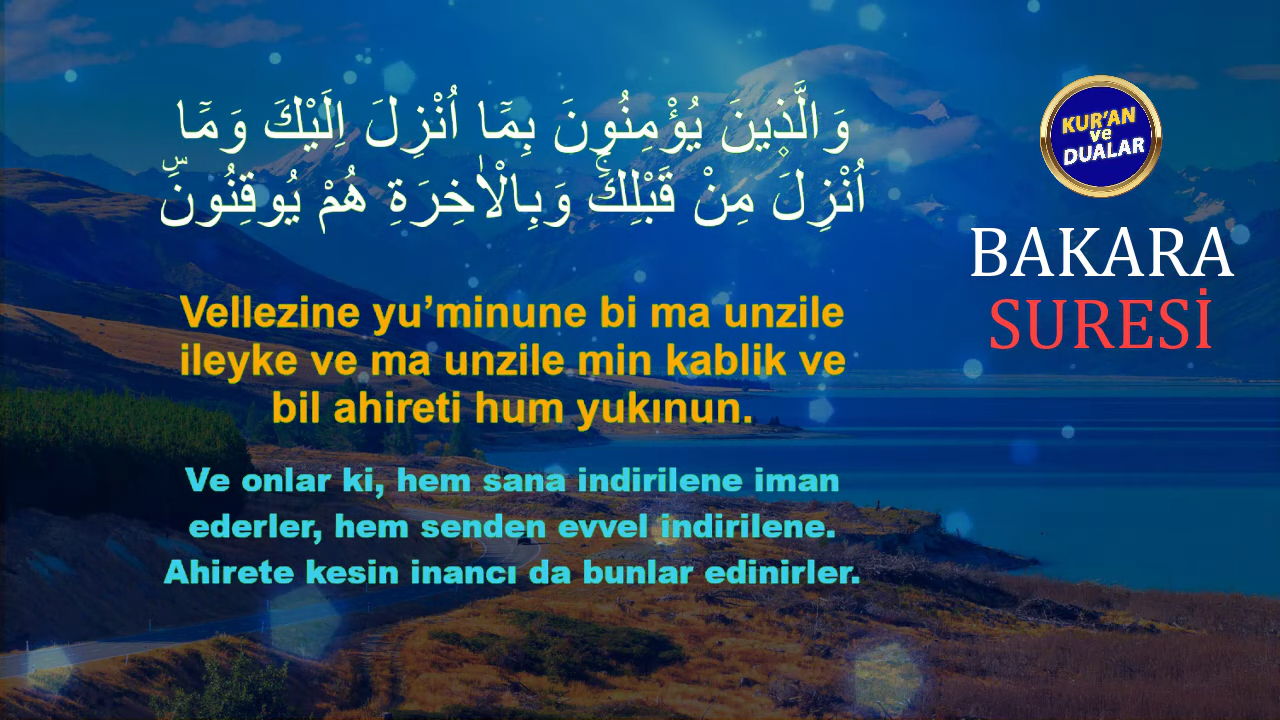 وَالَّذ۪ينَ يُؤْمِنُونَ بِمَٓا اُنْزِلَ اِلَيْكَ وَمَٓا
اُنْزِلَ مِنْ قَبْلِكَۚ وَبِالْاٰخِرَةِ هُمْ يُوقِنُونَۜ
Vellezine yu’minune bi ma unzile
ileyke ve ma unzile min kablik ve
bil ahireti hum yukınun.
Ve onlar ki, hem sana indirilene iman
ederler, hem senden evvel indirilene.
Ahirete kesin inancı da bunlar edinirler.
KUR'AN
ve
DUALAR
BAKARA
SURESİ